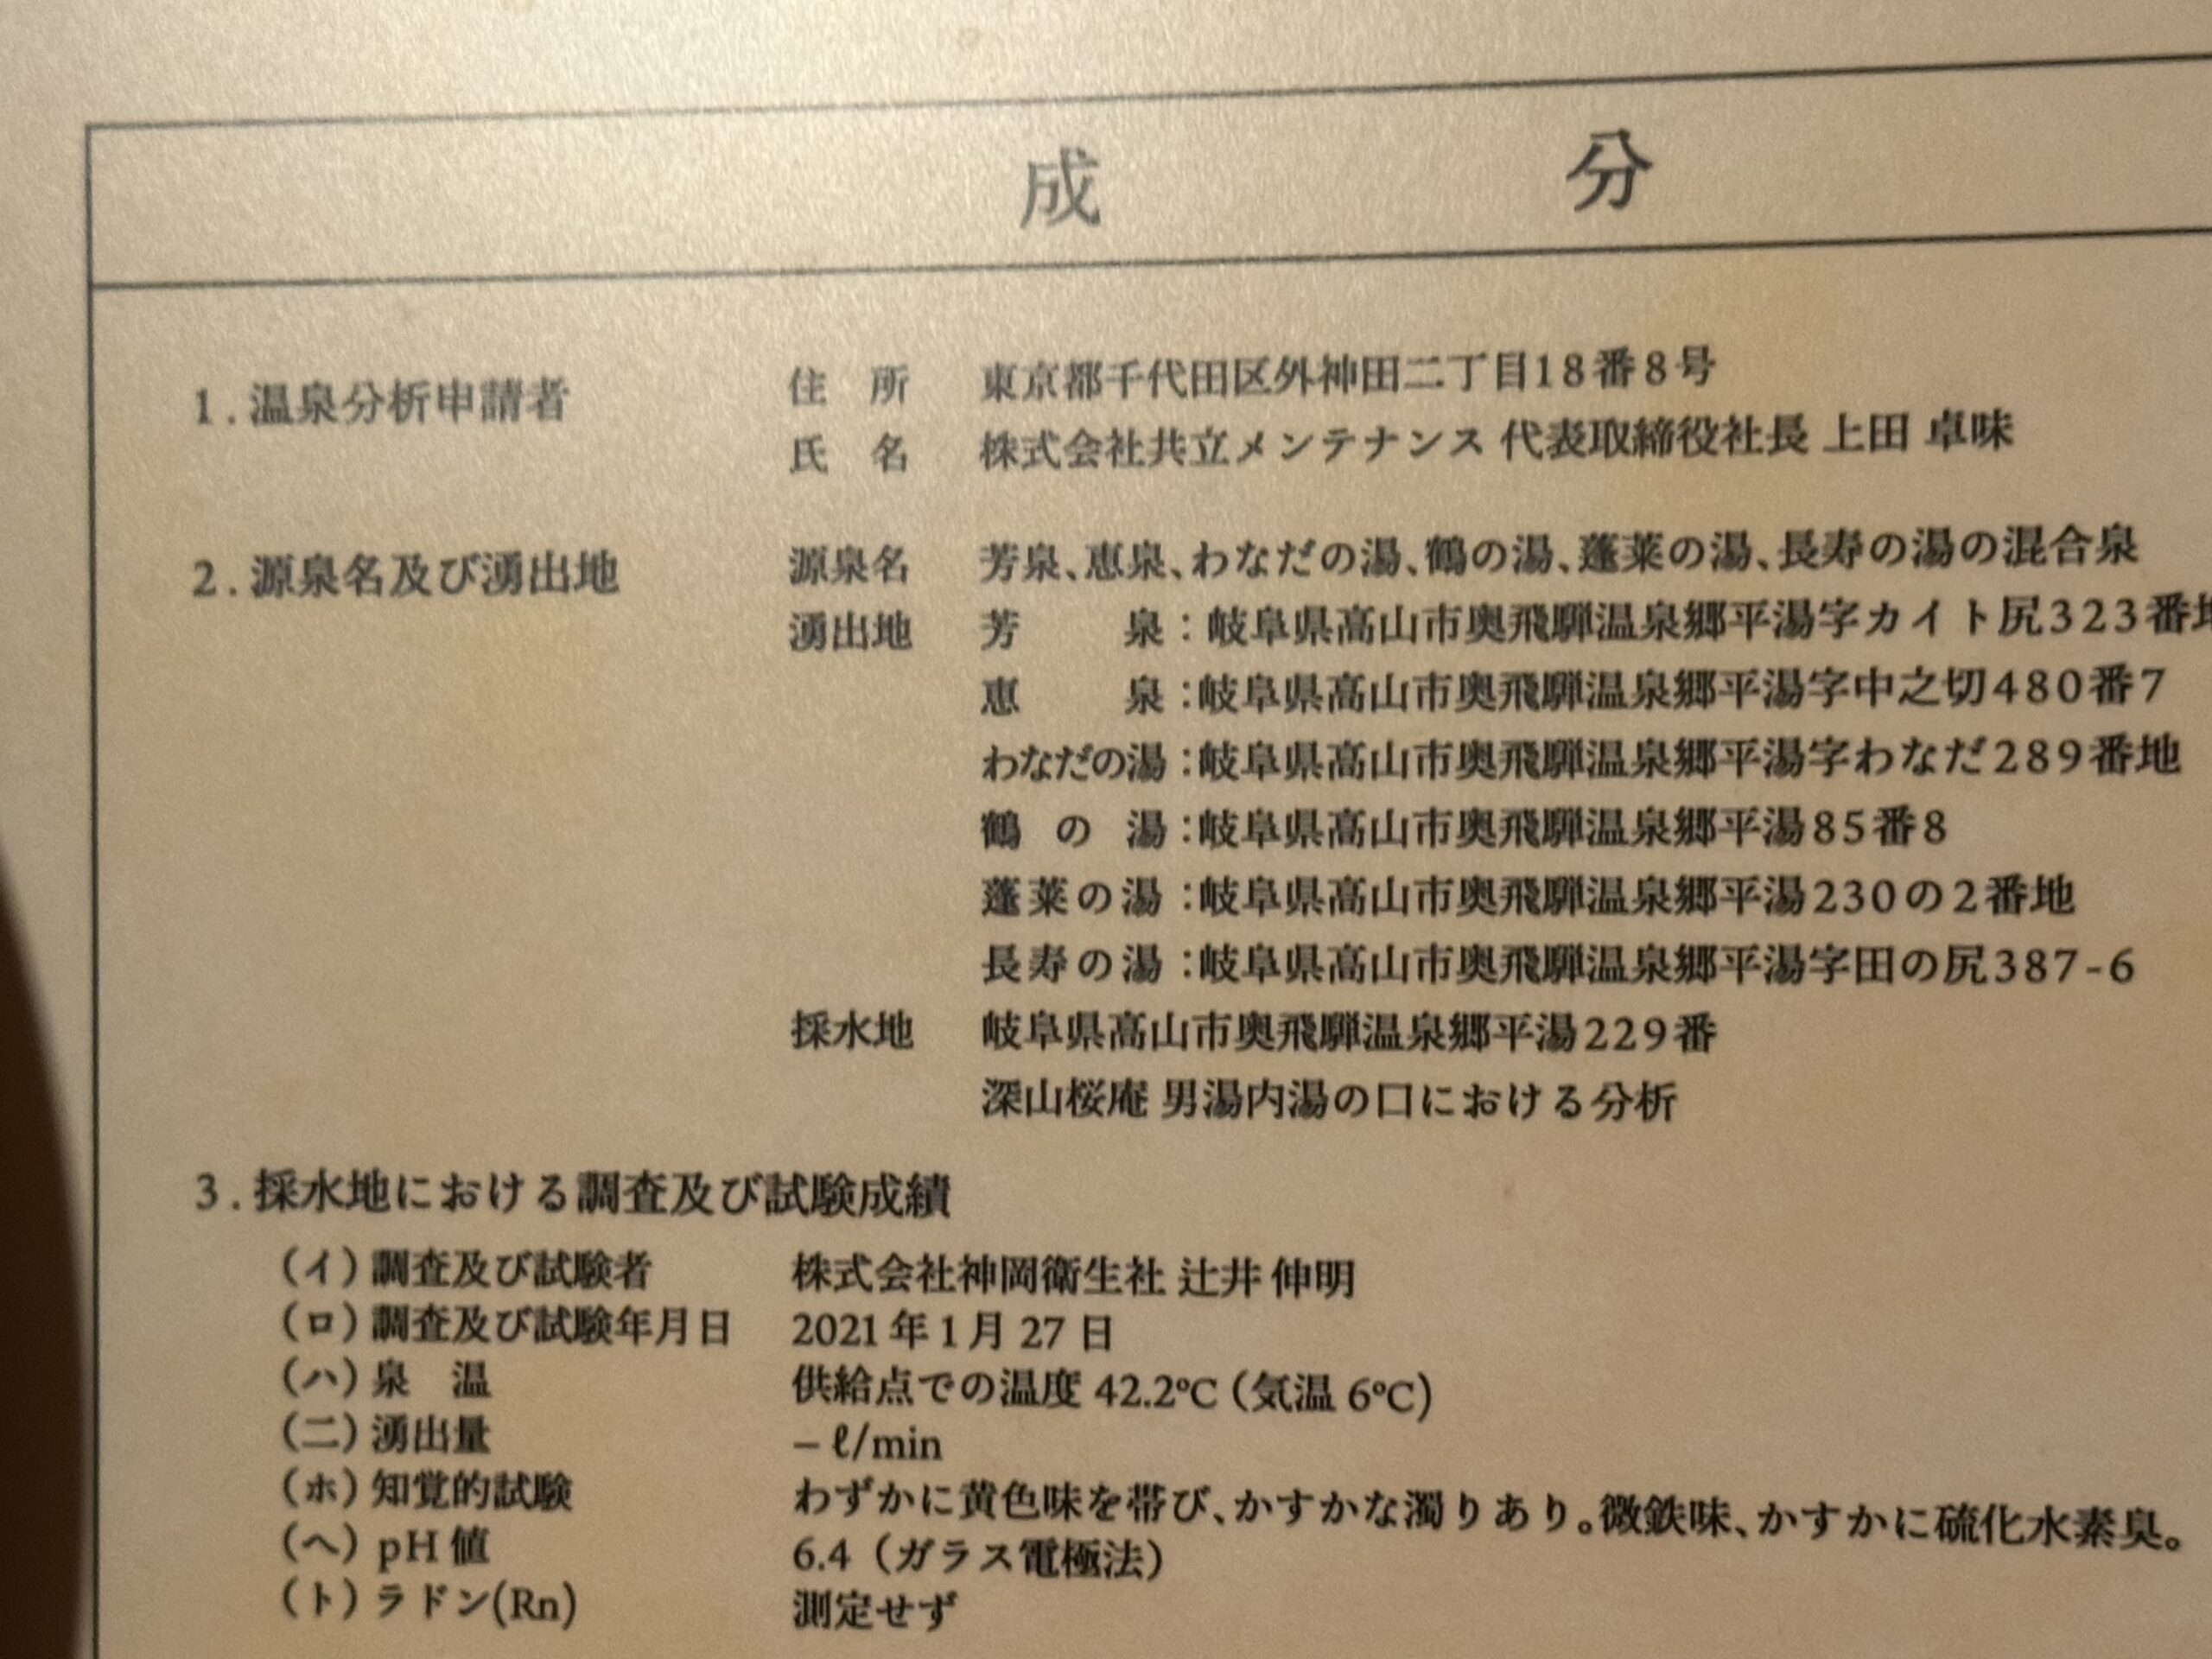 成 分
1. 温泉分析申請者 住 所 東京都千代田区外神田二丁目18番8号
氏 名 株式会社共立メンテナンス 代表取締役社長 上田 卓味
2. 源泉名及び湧出地 源泉名 芳泉、恵泉、わなだの湯、鶴の湯、蓬莱の湯、長寿の湯の混合泉
湧出地 芳 泉:岐阜県高山市奥飛騨温泉郷平湯字カイト尻323番地
恵 泉:岐阜県高山市奥飛騨温泉郷平湯字中之切480番7
わなだの湯:岐阜県高山市奥飛騨温泉郷平湯字わなだ289番地
鶴 の 湯:岐阜県高山市奥飛騨温泉郷平湯85番8
蓬莱の湯:岐阜県高山市奥飛騨温泉郷平湯230の2番地
長寿の湯:岐阜県高山市奥飛騨温泉郷平湯字田の尻387-6
採水地 岐阜県高山市奥飛騨温泉郷平湯229番
深山桜庵 男湯内湯の口における分析
3. 採水地における調査及び試験成績
(イ) 調査及び試験者 株式会社神岡衛生社 辻井 伸明
(ロ) 調査及び試験年月日 2021年1月27日
(ハ) 泉 温 供給点での温度 42.2℃ (気温 6℃)
(ニ) 湧出量 – ℓ/min
(ホ) 知覚的試験 わずかに黄色味を帯び、かすかな濁りあり。微鉄味、かすかに硫化水素臭。
(ヘ) pH値 6.4 (ガラス電極法)
(ト) ラドン(Rn) 測定せず